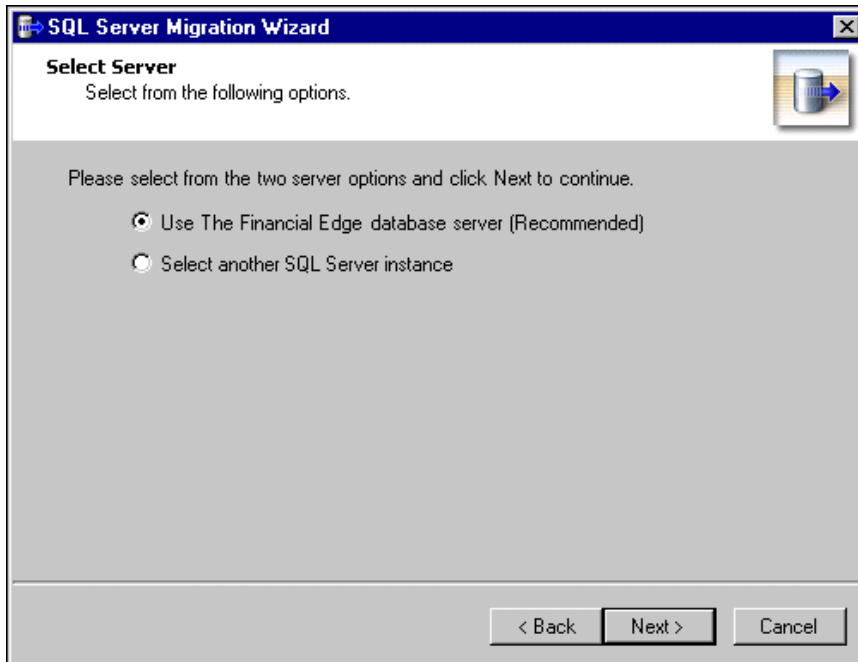 SQL Server Migration Wizard
Select Server
Select from the following options.
Please select from the two server options and click Next to continue.
Use The Financial Edge database server (Recommended)
Select another SQL Server instance
< Back Next > Cancel